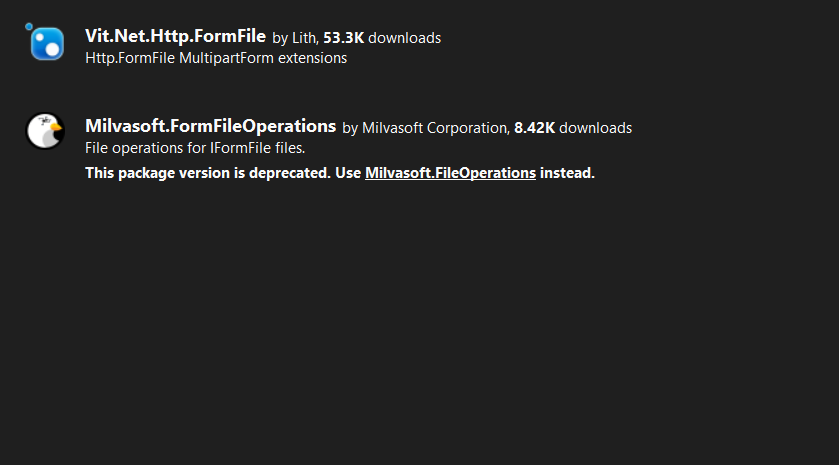 Vit.Net.Http.FormFile by Lith, 53.3K downloads
Http.FormFile MultipartForm extensions
Milvasoft.FormFileOperations by Milvasoft Corporation, 8.42K downloads
File operations for IFormFile files.
This package version is deprecated. Use Milvasoft.FileOperations instead.